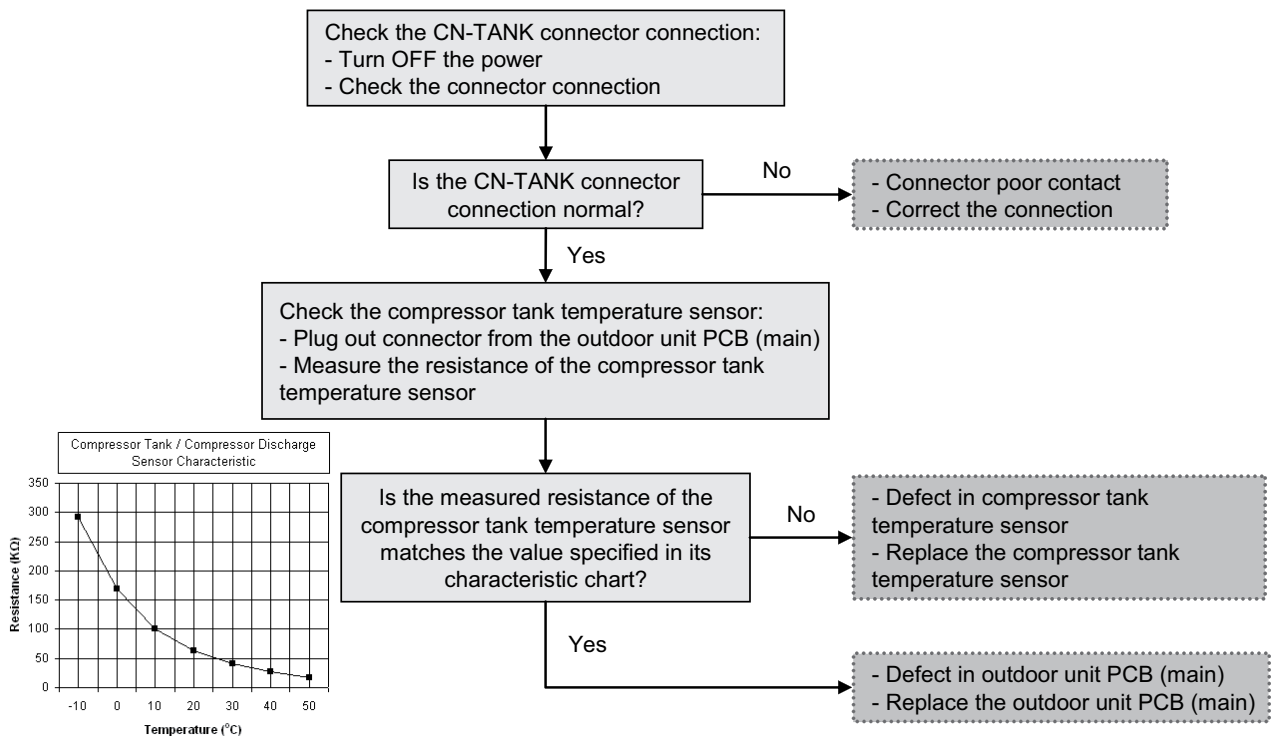 Check the CN-TANK connector connection:
- Turn OFF the power
- Check the connector connection
Is the CN-TANK connector
connection normal?
No
- Connector poor contact
- Correct the connection
Yes
Check the compressor tank temperature sensor:
- Plug out connector from the outdoor unit PCB (main)
- Measure the resistance of the compressor tank
temperature sensor
Compressor Tank / Compressor Discharge
Sensor Characteristic
Resistance (KΩ)
350
300
250
200
150
100
50
0
-10 0 10 20 30 40 50
Temperature (°C)
Is the measured resistance of the
compressor tank temperature sensor
matches the value specified in its
characteristic chart?
No
- Defect in compressor tank
temperature sensor
- Replace the compressor tank
temperature sensor
Yes
- Defect in outdoor unit PCB (main)
- Replace the outdoor unit PCB (main)